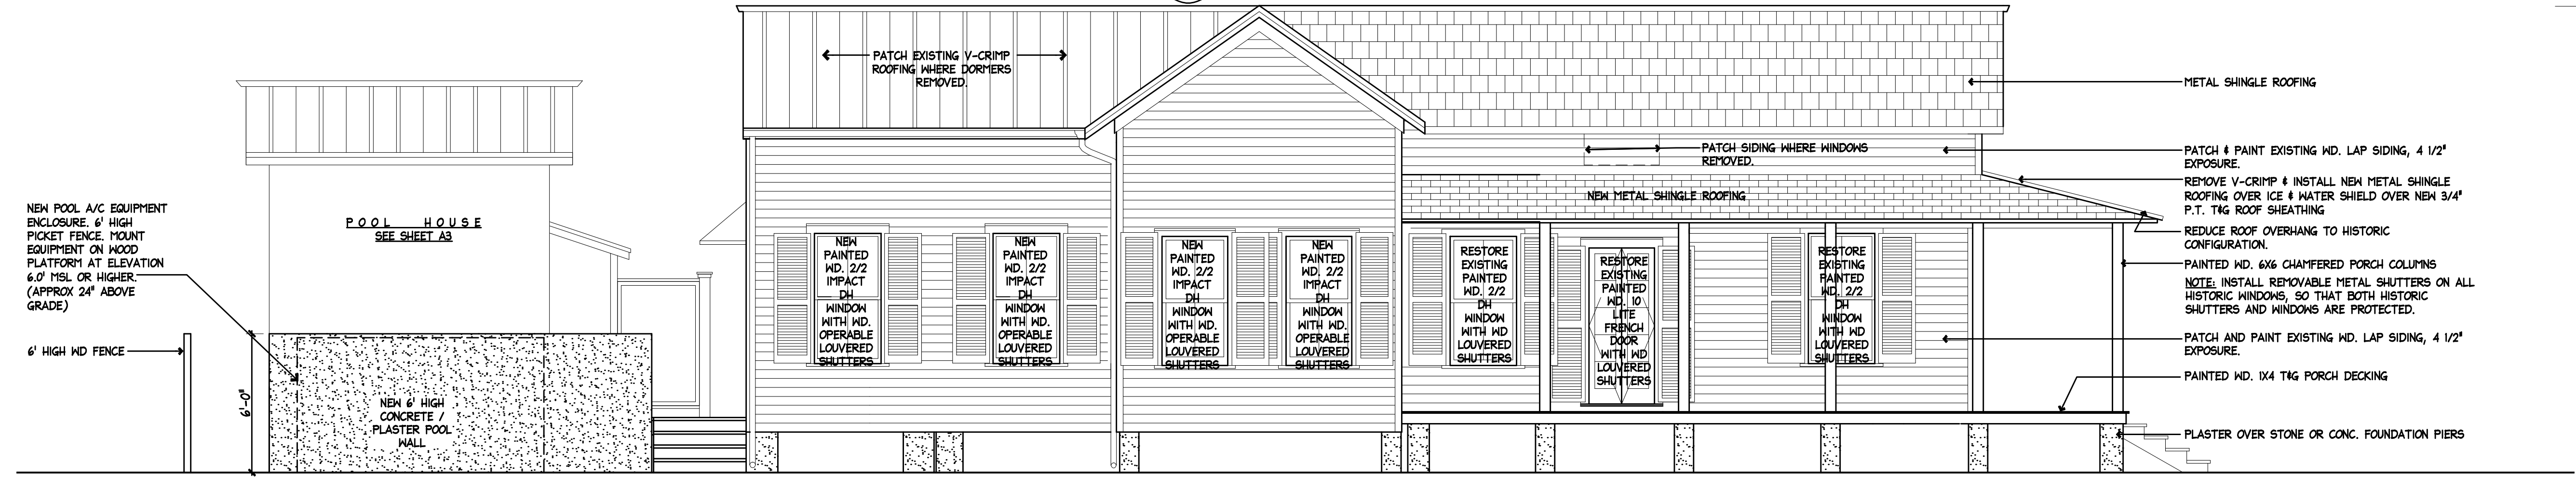 PATCH EXISTING V-CRIMP
ROOFING WHERE DORMERS
REMOVED.
METAL SHINGLE ROOFING
PATCH SIDING WHERE WINDOWS
REMOVED.
PATCH & PAINT EXISTING WD. LAP SIDING, 4 1/2"
EXPOSURE.
REMOVE V-CRIMP & INSTALL NEW METAL SHINGLE
ROOFING OVER ICE & WATER SHIELD OVER NEW 3/4"
P.T. T&G ROOF SHEATHING
NEW METAL SHINGLE ROOFING
REDUCE ROOF OVERHANG TO HISTORIC
CONFIGURATION.
PAINTED WD. 6X6 CHAMFERED PORCH COLUMNS
NOTE: INSTALL REMOVABLE METAL SHUTTERS ON ALL
HISTORIC WINDOWS, SO THAT BOTH HISTORIC
SHUTTERS AND WINDOWS ARE PROTECTED.
PATCH AND PAINT EXISTING WD. LAP SIDING, 4 1/2"
EXPOSURE.
PAINTED WD. 1X4 T&G PORCH DECKING
PLASTER OVER STONE OR CONC. FOUNDATION PIERS
NEW POOL A/C EQUIPMENT
ENCLOSURE. 6' HIGH
PICKET FENCE. MOUNT
EQUIPMENT ON WOOD
PLATFORM AT ELEVATION
6.0' MSL OR HIGHER.
(APPROX 24" ABOVE
GRADE)
POOL HOUSE
SEE SHEET A3
6' HIGH WD FENCE
6'-0"
NEW 6' HIGH
CONCRETE /
PLASTER POOL
WALL
NEW
PAINTED
WD. 2/2
IMPACT
DH
WINDOW
WITH WD.
OPERABLE
LOUVERED
SHUTTERS
NEW
PAINTED
WD. 2/2
IMPACT
DH
WINDOW
WITH WD.
OPERABLE
LOUVERED
SHUTTERS
NEW
PAINTED
WD. 2/2
IMPACT
DH
WINDOW
WITH WD.
OPERABLE
LOUVERED
SHUTTERS
NEW
PAINTED
WD. 2/2
IMPACT
DH
WINDOW
WITH WD.
OPERABLE
LOUVERED
SHUTTERS
RESTORE
EXISTING
PAINTED
WD. 2/2
DH
WINDOW
WITH WD
LOUVERED
SHUTTERS
RESTORE
EXISTING
PAINTED
WD. 10
LITE
FRENCH
DOOR
WITH WD
LOUVERED
SHUTTERS
RESTORE
EXISTING
PAINTED
WD. 2/2
DH
WINDOW
WITH WD
LOUVERED
SHUTTERS